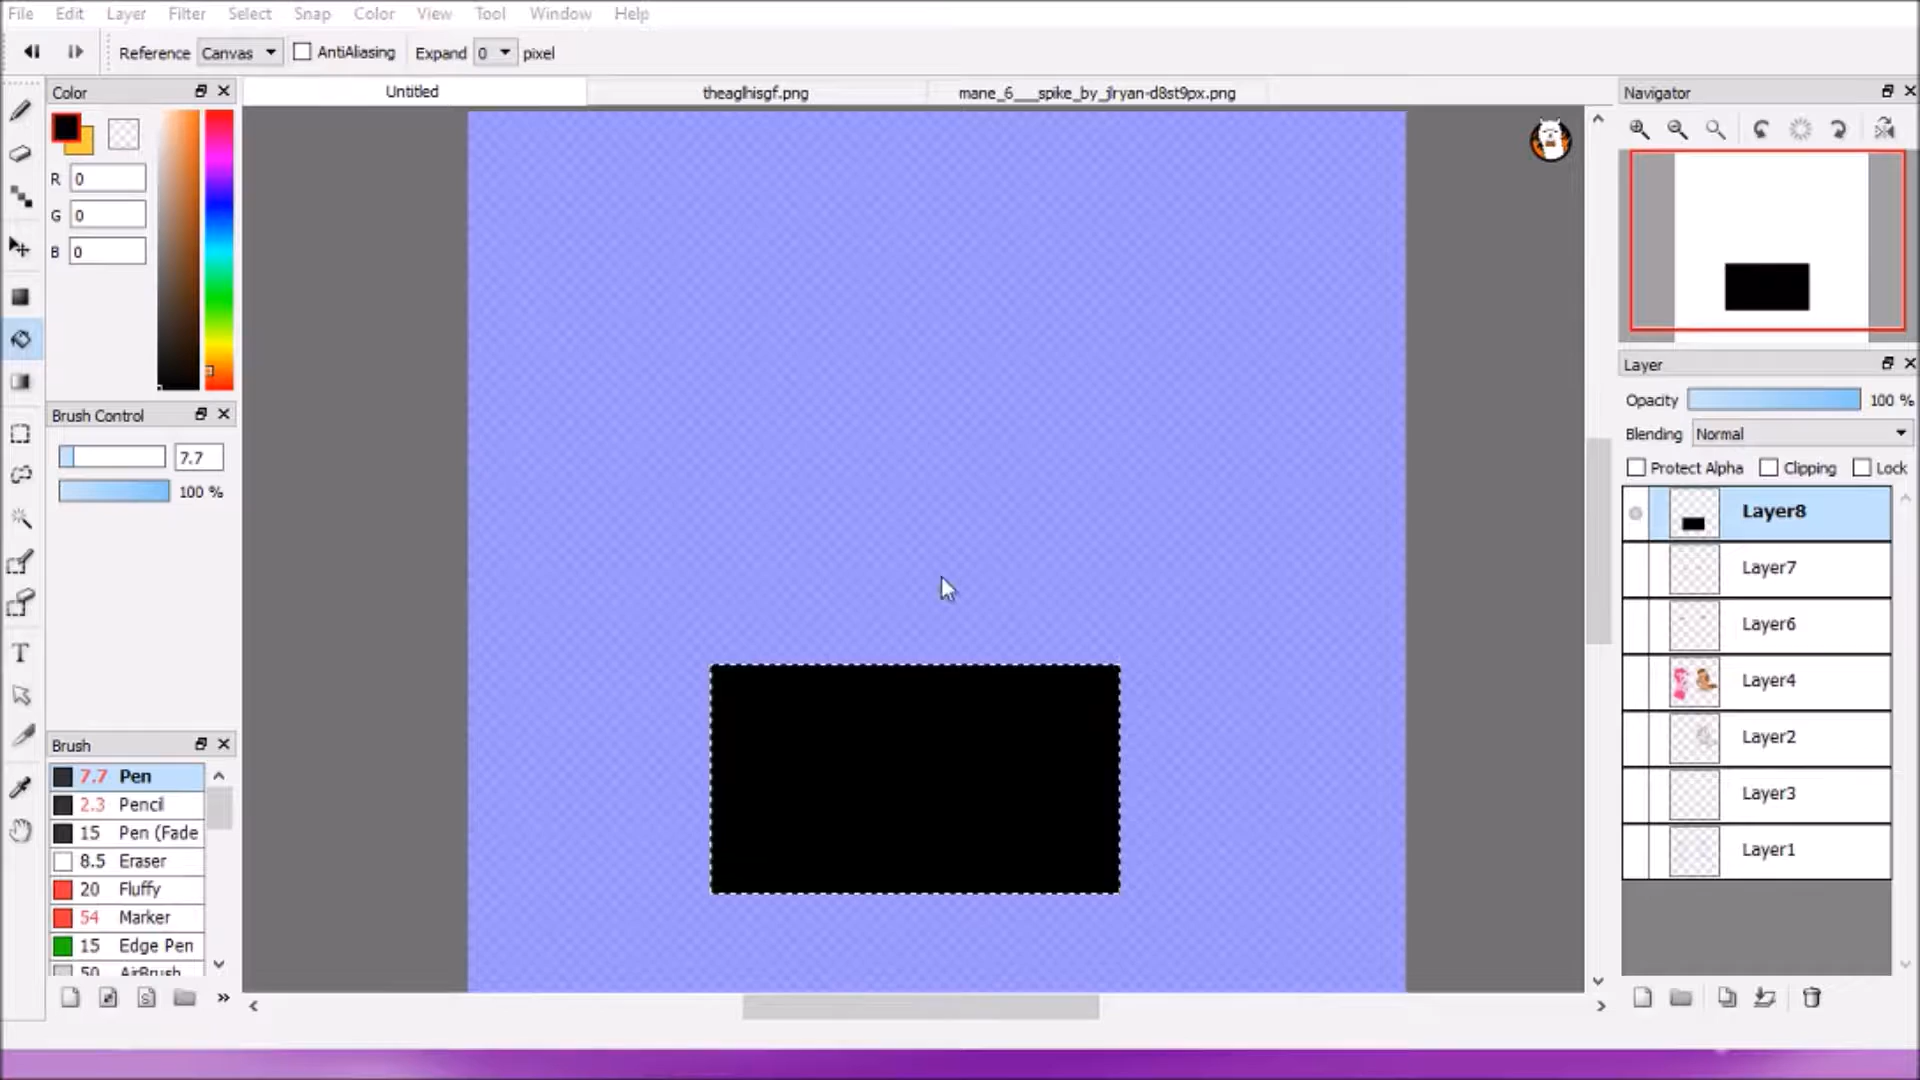 File Edit Layer Filter Select Snap Color View Tool Window Help
Reference Canvas AntiAliasing Expand 0 pixel
Color
Untitled
theaglhisgf.png
mane_6___spike_by_jlryan-d8st9px.png
Navigator
R 0
G 0
B 0
Brush Control
7.7
100 %
Brush
7.7 Pen
2.3 Pencil
15 Pen (Fade
8.5 Eraser
20 Fluffy
54 Marker
15 Edge Pen
50 AirBrush
T
Layer
Opacity 100 %
Blending Normal
Protect Alpha Clipping Lock
Layer8
Layer7
Layer6
Layer4
Layer2
Layer3
Layer1